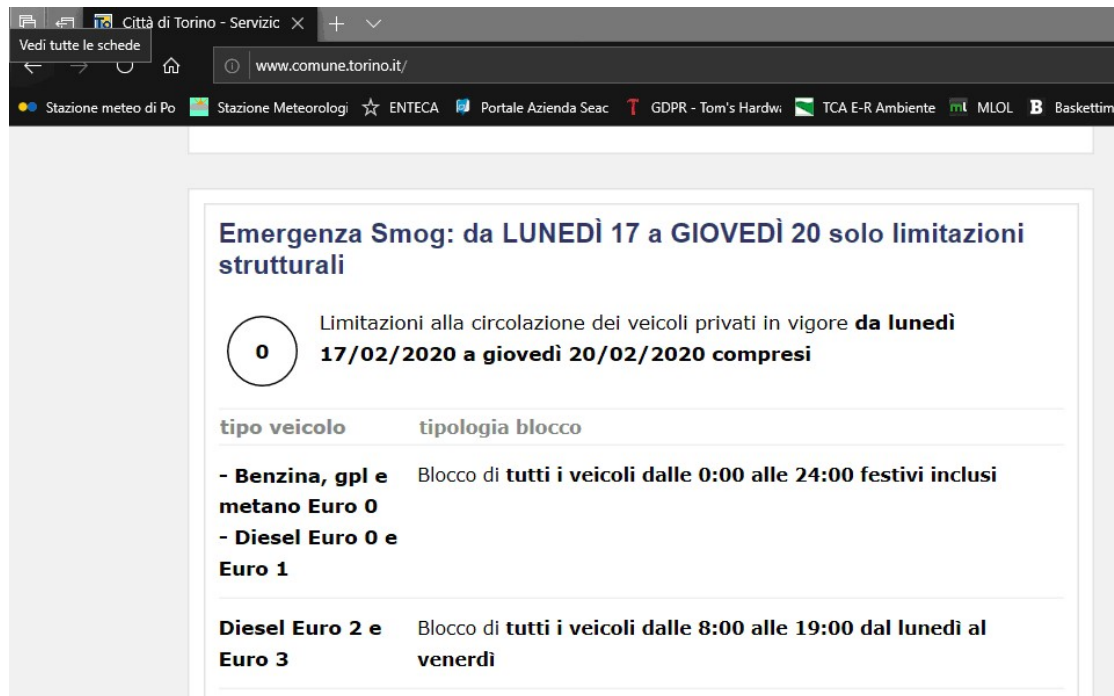 Città di Torino - Servizic
Vedi tutte le schede
www.comune.torino.it/
Stazione meteo di Po Stazione Meteorologi ENTECA Portale Azienda Seac GDPR - Tom's Hardw TCA E-R Ambiente MLOL Baskettim
Emergenza Smog: da LUNEDÌ 17 a GIOVEDÌ 20 solo limitazioni
strutturali
Limitazioni alla circolazione dei veicoli privati in vigore da lunedì
0 17/02/2020 a giovedì 20/02/2020 compresi
tipo veicolo tipologia blocco
- Benzina, gpl e Blocco di tutti i veicoli dalle 0:00 alle 24:00 festivi inclusi
metano Euro 0
- Diesel Euro 0 e
Euro 1
Diesel Euro 2 e Blocco di tutti i veicoli dalle 8:00 alle 19:00 dal lunedì al
Euro 3 venerdì